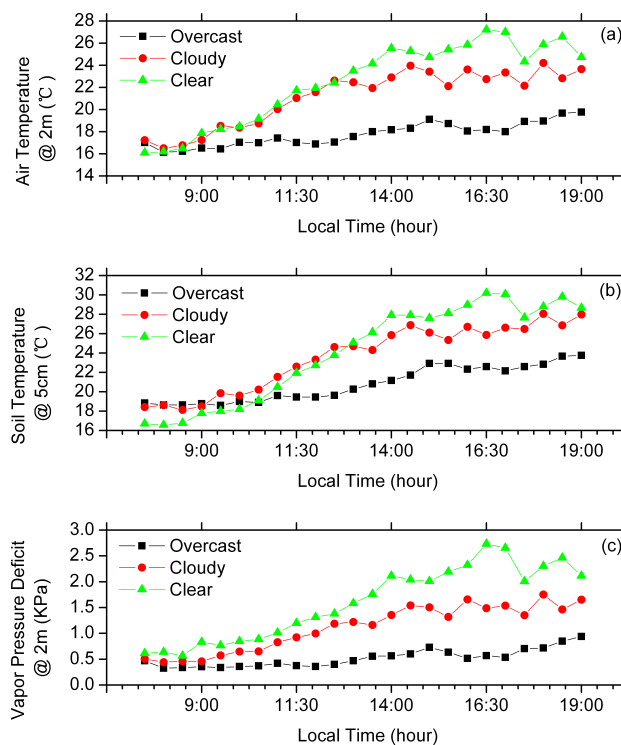 28
26
24
22
20
18
16
14
Air Temperature
@ 2m (℃)
Overcast
Cloudy
Clear
(a)
9:00
11:30
14:00
16:30
19:00
Local Time (hour)
32
30
28
26
24
22
20
18
16
Soil Temperature
@ 5cm (℃)
Overcast
Cloudy
Clear
(b)
9:00
11:30
14:00
16:30
19:00
Local Time (hour)
3.0
2.5
2.0
1.5
1.0
0.5
0.0
Vapor Pressure Deficit
@ 2m (KPa)
Overcast
Cloudy
Clear
(c)
9:00
11:30
14:00
16:30
19:00
Local Time (hour)